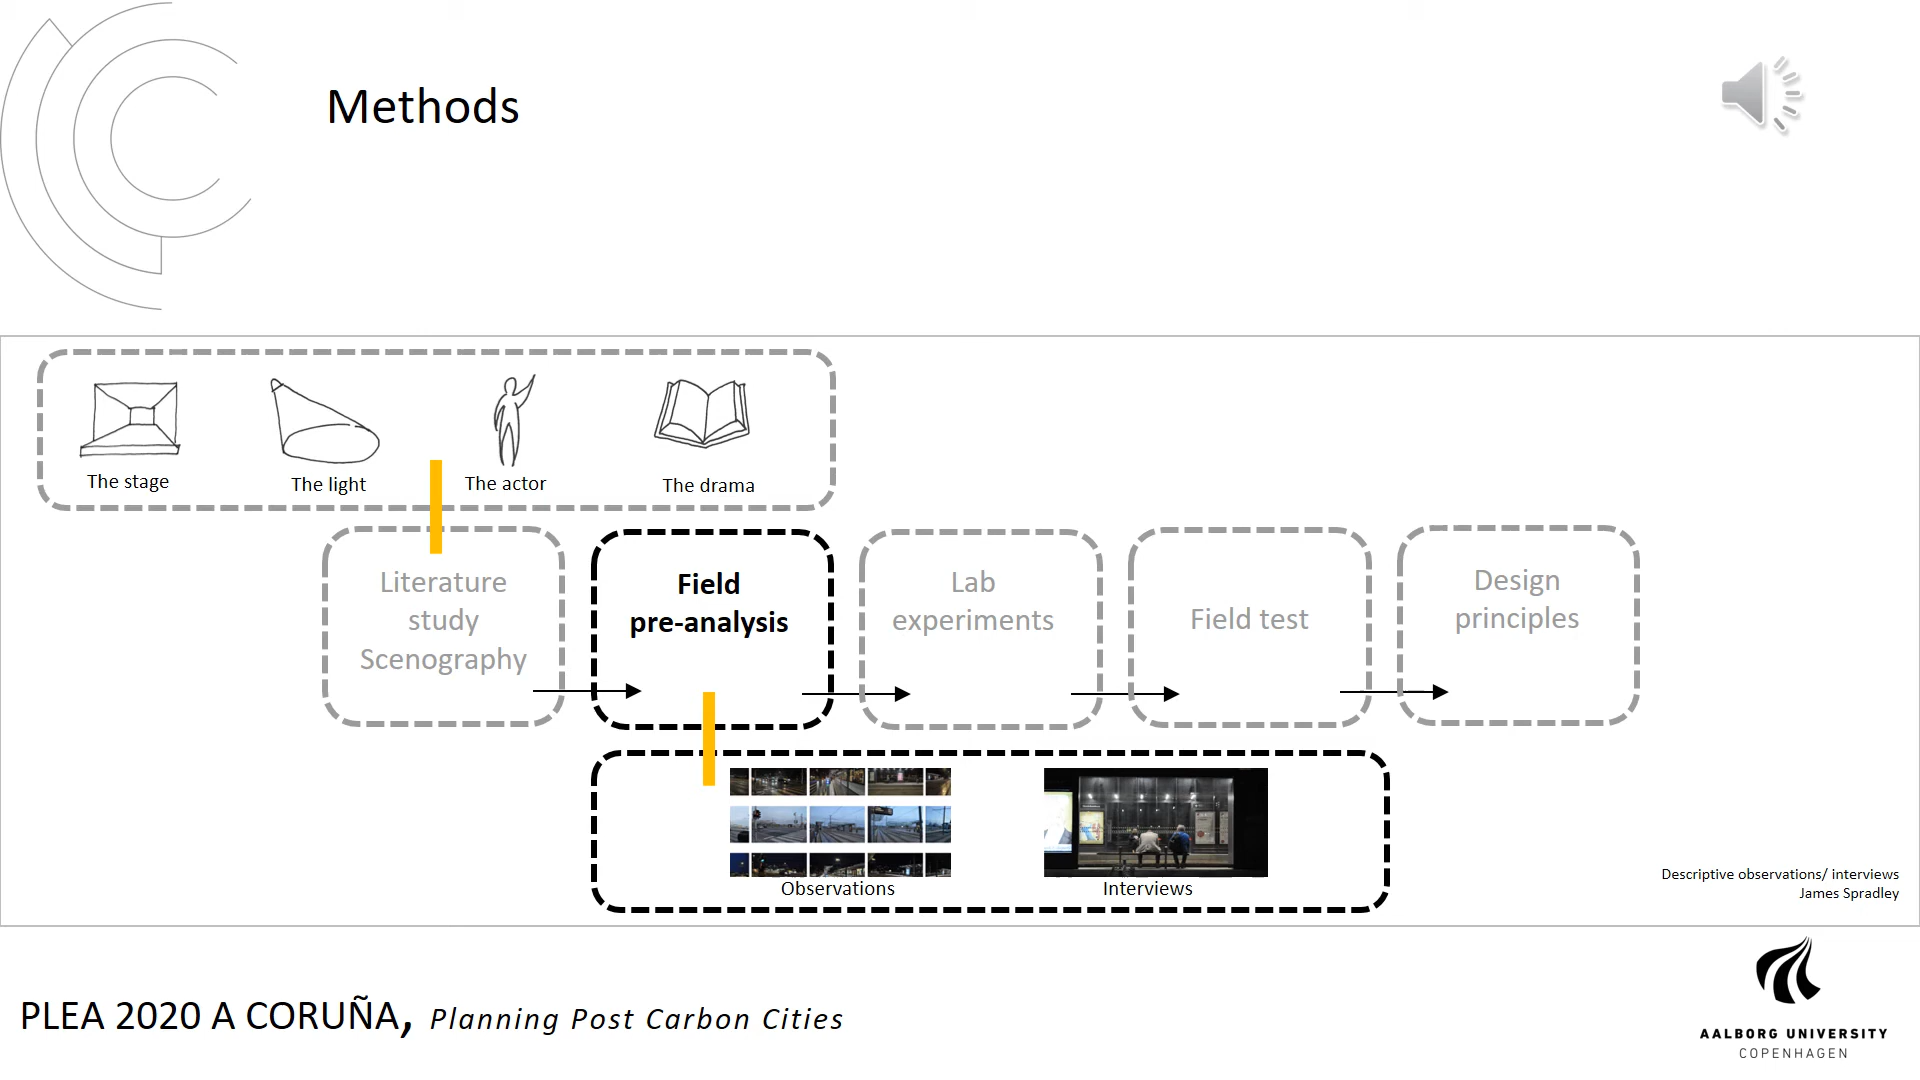 Methods
The stage
The light
The actor
The drama
Literature
study
Scenography
Field
pre-analysis
Lab
experiments
Field test
Design
principles
Observations
Interviews
Descriptive observations/ interviews
James Spradley
PLEA 2020 A CORUÑA, Planning Post Carbon Cities
AALBORG UNIVERSITY
COPENHAGEN